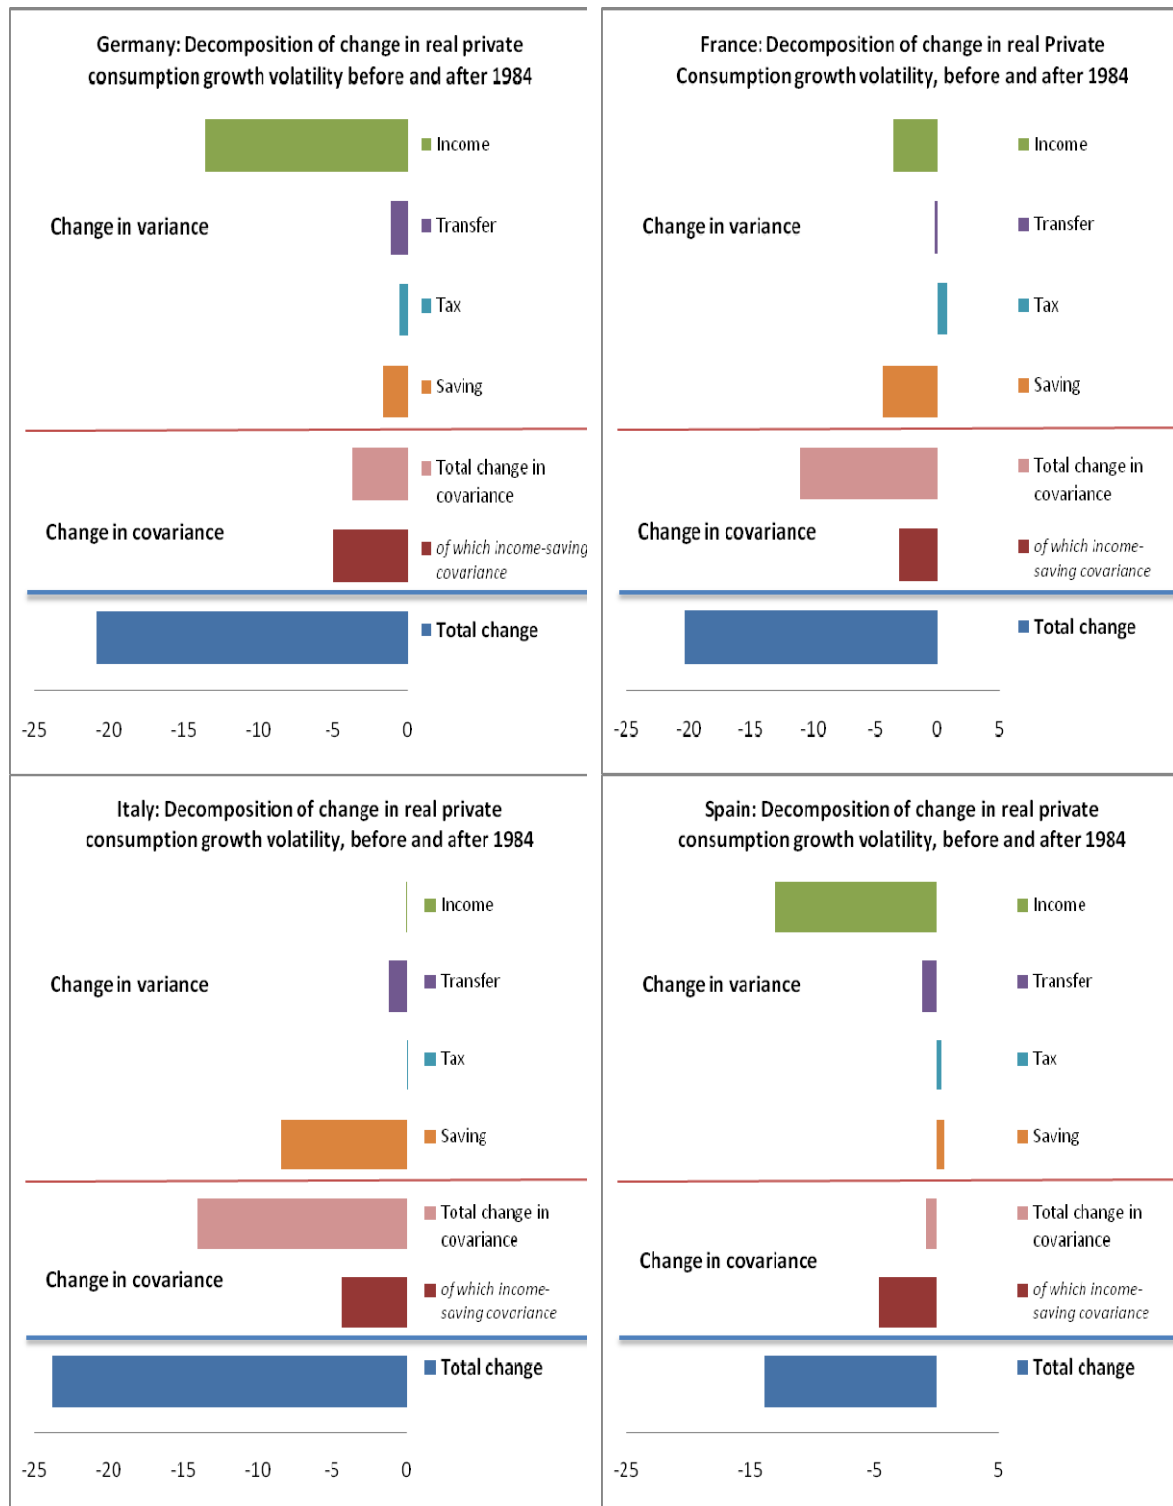 Germany: Decomposition of change in real private
consumption growth volatility before and after 1984
Income
Change in variance
Transfer
Tax
Saving
Total change in
covariance
Change in covariance
of which income-saving
covariance
Total change
-25 -20 -15 -10 -5 0
France: Decomposition of change in real Private
Consumption growth volatility, before and after 1984
Income
Change in variance
Transfer
Tax
Saving
Total change in
covariance
Change in covariance
of which income-
saving covariance
Total change
-25 -20 -15 -10 -5 0 5
Italy: Decomposition of change in real private
consumption growth volatility, before and after 1984
Income
Change in variance
Transfer
Tax
Saving
Total change in
covariance
Change in covariance
of which income-
saving covariance
Total change
-25 -20 -15 -10 -5 0
Spain: Decomposition of change in real private
consumption growth volatility, before and after 1984
Income
Change in variance
Transfer
Tax
Saving
Total change in
covariance
Change in covariance
of which income-
saving covariance
Total change
-25 -15 -5 5